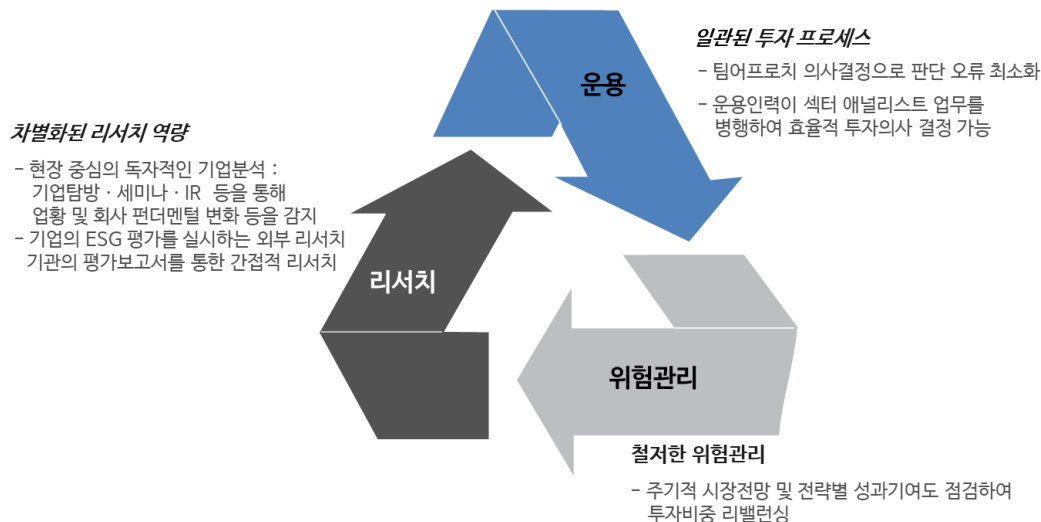 일관된 투자 프로세스
- 팀어프로치 의사결정으로 판단 오류 최소화
- 운용인력이 섹터 애널리스트 업무를
병행하여 효율적 투자의사 결정 가능
운용
차별화된 리서치 역량
- 현장 중심의 독자적인 기업분석 :
기업탐방 · 세미나 · IR 등을 통해
업황 및 회사 펀더멘털 변화 등을 감지
- 기업의 ESG 평가를 실시하는 외부 리서치
기관의 평가보고서를 통한 간접적 리서치
리서치
위험관리
철저한 위험관리
- 주기적 시장전망 및 전략별 성과기여도 점검하여
투자비중 리밸런싱